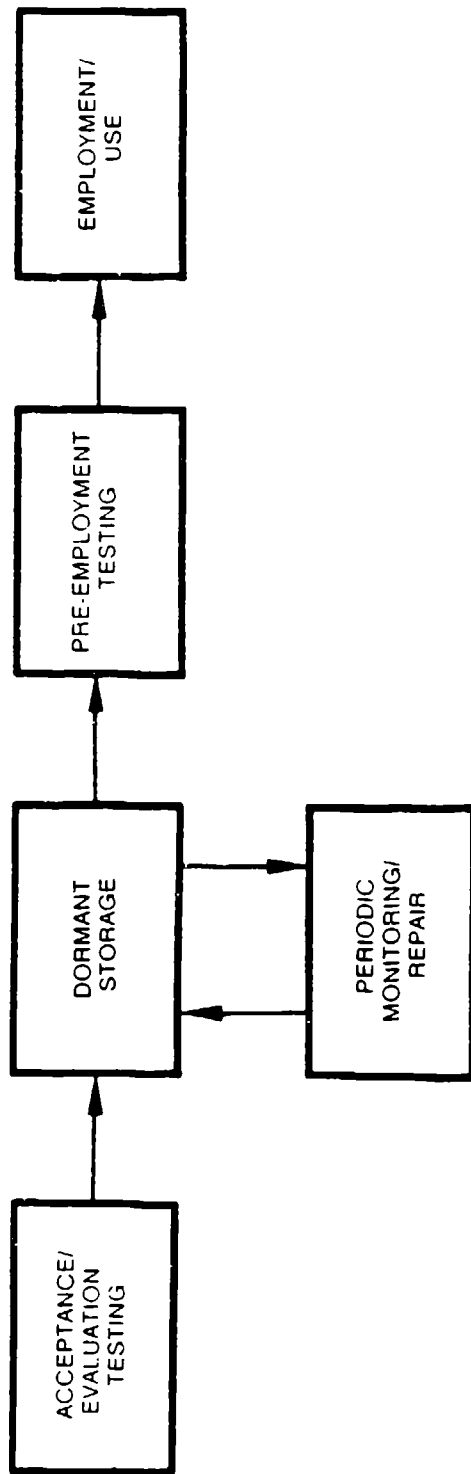 ACCEPTANCE/
EVALUATION
TESTING
DORMANT
STORAGE
PERIODIC
MONITORING/
REPAIR
PRE-EMPLOYMENT
TESTING
EMPLOYMENT/
USE